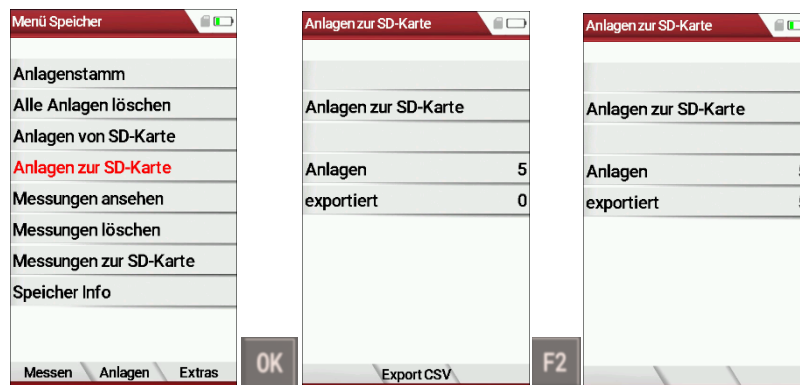 Menü Speicher
Anlagenstamm
Alle Anlagen löschen
Anlagen von SD-Karte
Anlagen zur SD-Karte
Messungen ansehen
Messungen löschen
Messungen zur SD-Karte
Speicher Info
Messen Anlagen Extras
OK
Anlagen zur SD-Karte
Anlagen zur SD-Karte
Anlagen 5
exportiert 0
Export CSV
F2
Anlagen zur SD-Karte
Anlagen zur SD-Karte
Anlagen
exportiert